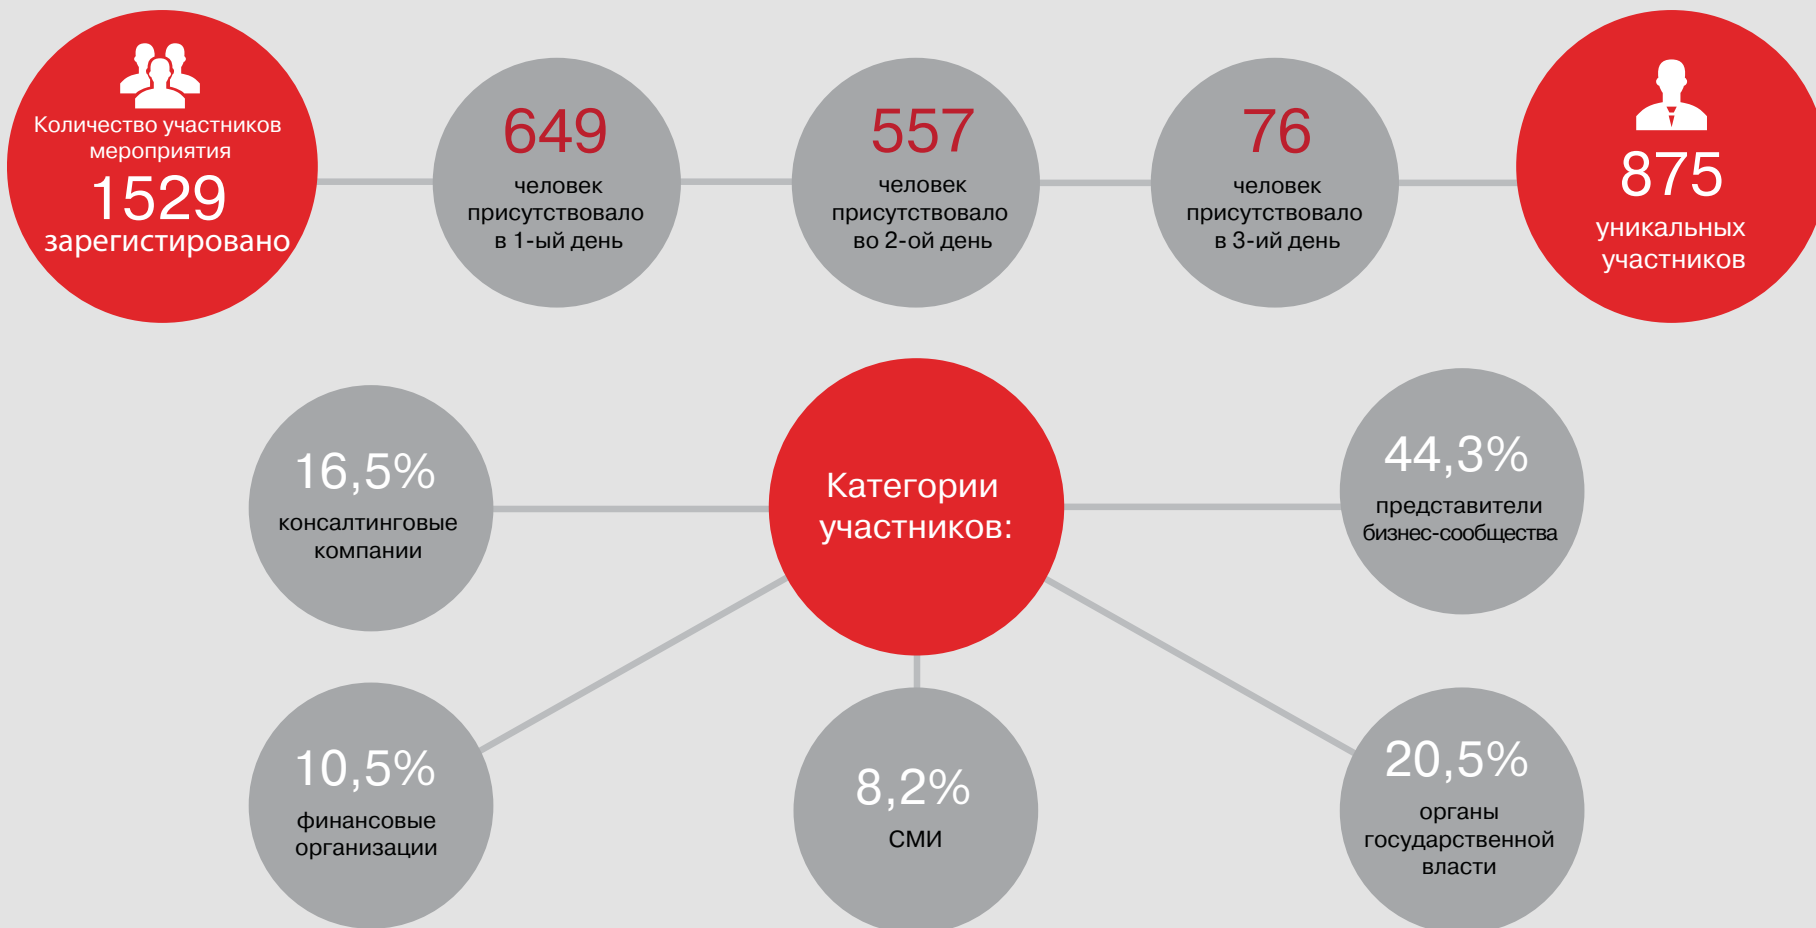 Количество участников
мероприятия
1529
зарегистировано
649
человек
присутствовало
в 1-ый день
557
человек
присутствовало
во 2-ой день
76
человек
присутствовало
в 3-ий день
875
уникальных
участников
Категории
участников:
16,5%
консалтинговые
компании
44,3%
представители
бизнес-сообщества
10,5%
финансовые
организации
8,2%
СМИ
20,5%
органы
государственной
власти